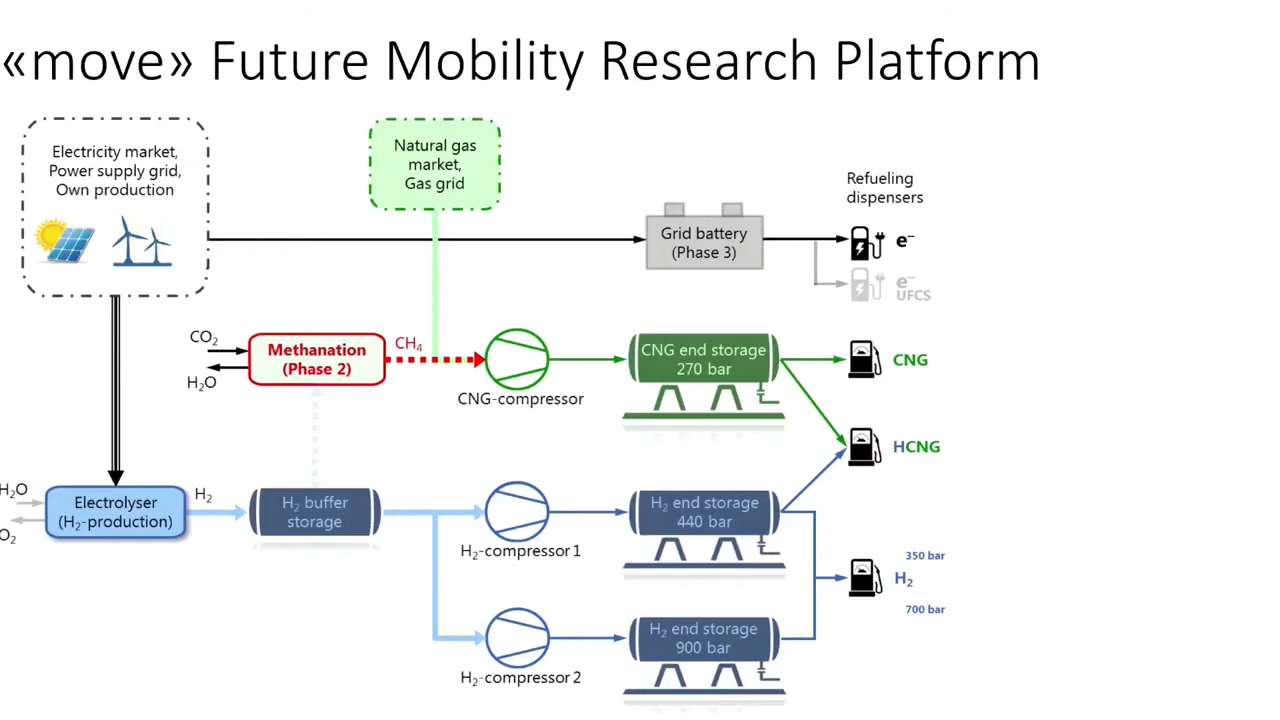 «move» Future Mobility Research Platform
Electricity market,
Power supply grid,
Own production
Natural gas
market,
Gas grid
Refueling
dispensers
Grid battery
(Phase 3)
e⁻
e⁻
UFCS
CO₂
H₂O
Methanation
(Phase 2)
CH₄
CNG-compressor
CNG end storage
270 bar
CNG
HCNG
H₂O
O₂
Electrolyser
(H₂-production)
H₂
H₂ buffer
storage
H₂-compressor 1
H₂ end storage
440 bar
350 bar
H₂
700 bar
H₂-compressor 2
H₂ end storage
900 bar